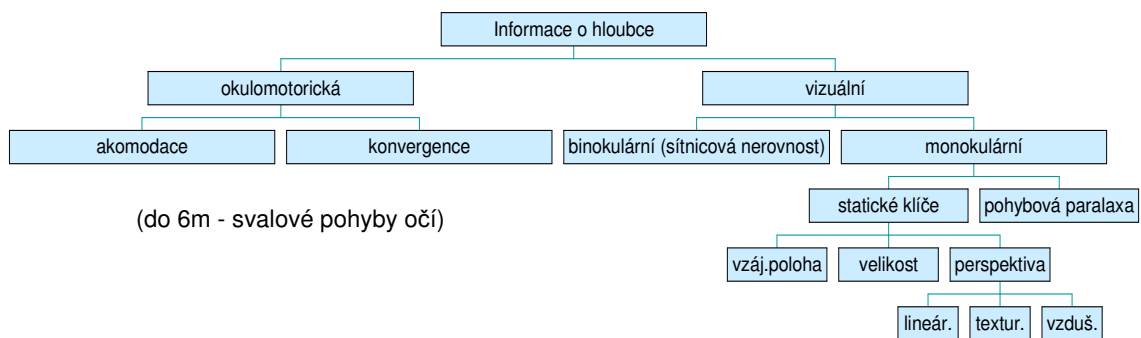 Informace o hloubce
okulomotorická
vizuální
akomodace
konvergence
binokulární (sítnicová nerovnost)
monokulární
(do 6m - svalové pohyby očí)
statické klíče
pohybová paralaxa
vzáj.poloha
velikost
perspektiva
lineár.
textur.
vzduš.